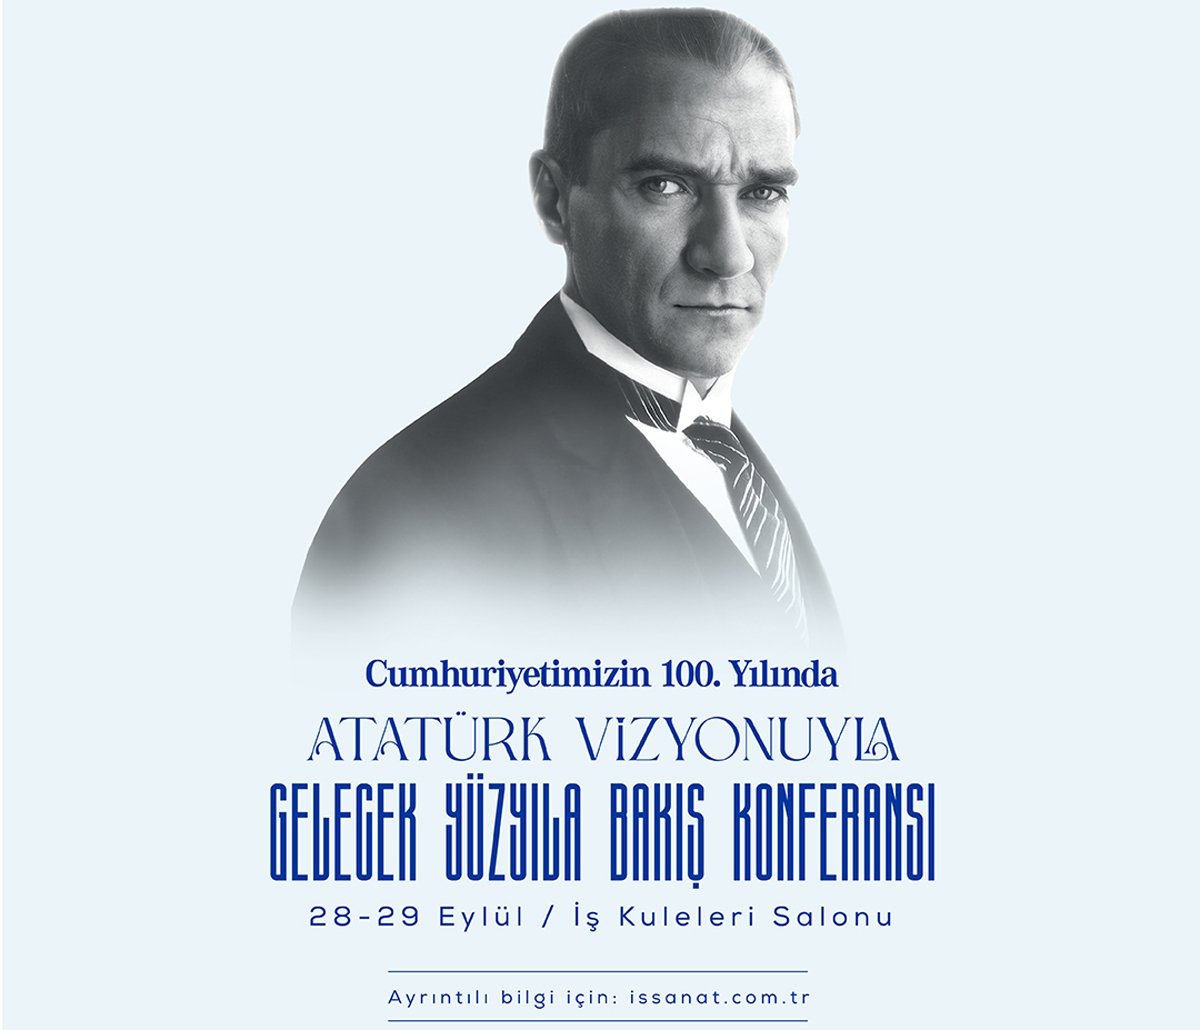 Cumhuriyetimizin 100. Yılında
ATATÜRK VİZYONUYLA
GELECEK YÜZYILA BAKIŞ KONFERANSI
28-29 Eylül / İş Kuleleri Salonu
Ayrıntılı bilgi için: issanat.com.tr